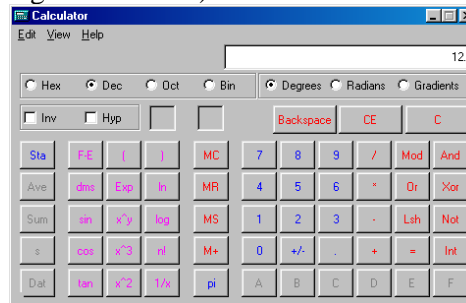 Calculator
Edit View Help
12.
Hex Dec Oct Bin Degrees Radians Gradients
Inv Hyp Backspace CE C
Sta F-E ( ) MC 7 8 9 / Mod And
Ave dms Exp ln MR 4 5 6 * Or Xor
Sum sin x^y log MS 1 2 3 - Lsh Not
s cos x^3 n! M+ 0 +/- . + = Int
Dat tan x^2 1/x pi A B C D E F